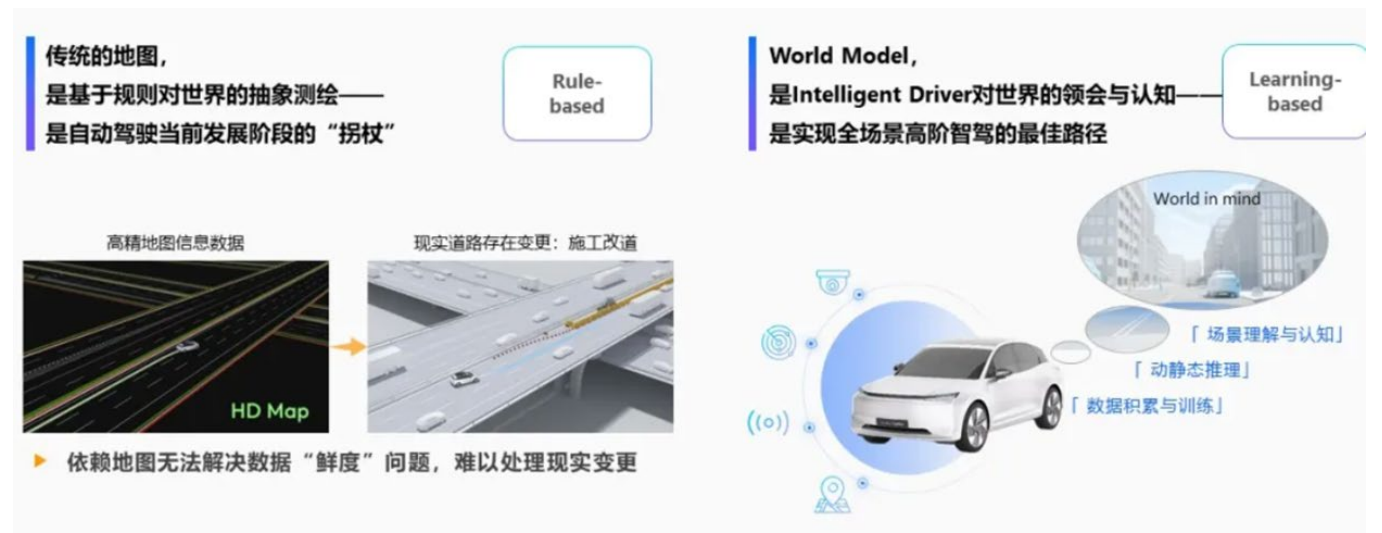 传统的地图，
是基于规则对世界的抽象测绘——
是自动驾驶当前发展阶段的“拐杖”
Rule-
based
高精地图信息数据
现实道路存在变更：施工改道
HD Map
依赖地图无法解决数据“鲜度”问题，难以处理现实变更
World Model，
是Intelligent Driver对世界的领会与认知——
是实现全场景高阶智驾的最佳路径
Learning-
based
World in mind
「 场景理解与认知」
「 动静态推理」
「 数据积累与训练」